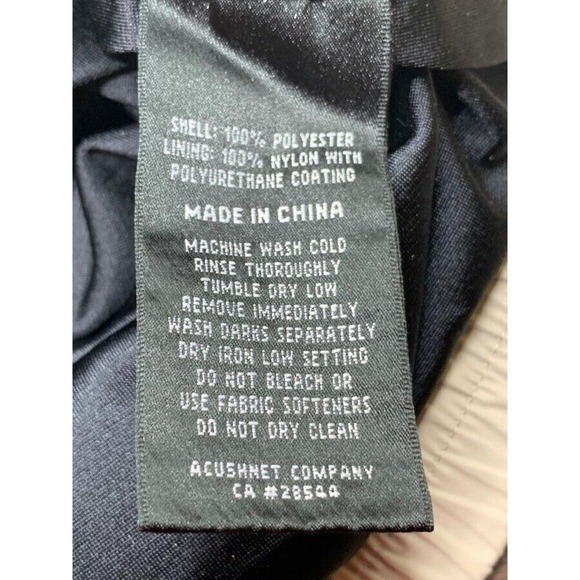 SHELL: 100% POLYESTER
LINING: 100% NYLON WITH
POLYURETHANE COATING
MADE IN CHINA
MACHINE WASH COLD
RINSE THOROUGHLY
TUMBLE DRY LOW
REMOVE IMMEDIATELY
WASH DARKS SEPARATELY
DRY IRON LOW SETTING
DO NOT BLEACH OR
USE FABRIC SOFTENERS
DO NOT DRY CLEAN
ACUSHNET COMPANY
CA #28544